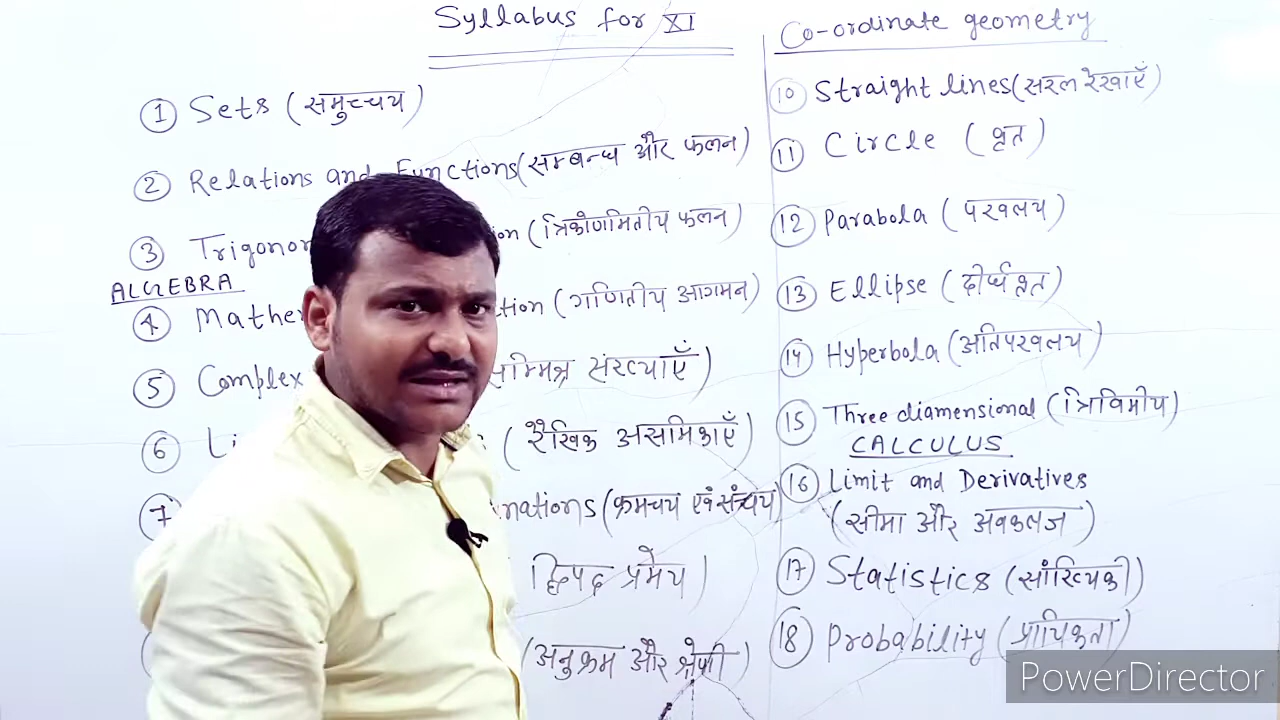 Syllabus for XI
① Sets (समुच्चय)
② Relations and Functions (सम्बन्ध और फलन)
③ Trigonom on (त्रिकोणमितीय फलन)
ALGEBRA
④ Mathe ction (गणितीय आगमन)
⑤ Complex सम्मिश्र संख्याएँ)
⑥ Li (रैखिक असमिकाएँ)
⑦ nations (क्रमचय एवं संचय)
द्विपद प्रमेय)
(अनुक्रम और श्रेणी)
Co-ordinate geometry
⑩ Straight lines (सरल रेखाएँ)
⑪ Circle (वृत)
⑫ Parabola (परवलय)
⑬ Ellipse (दीर्घवृत)
⑭ Hyperbola (अतिपरवलय)
⑮ Three diamensional (त्रिविमीय)
CALCULUS
⑯ Limit and Derivatives
(सीमा और अवकलज)
⑰ Statistics (सांख्यिकी)
⑱ Probability (प्रायिकता)
PowerDirector